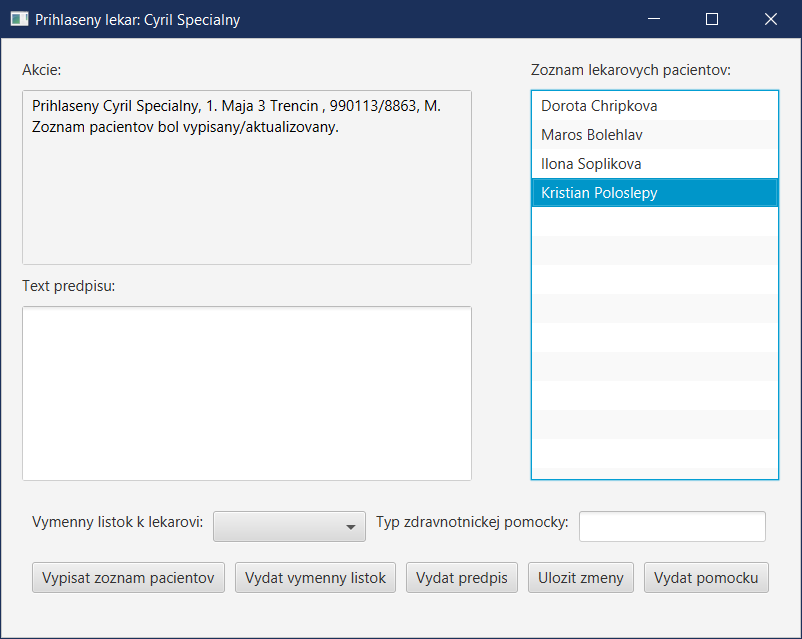 Prihlaseny lekar: Cyril Specialny
Akcie:
Prihlaseny Cyril Specialny, 1. Maja 3 Trencin , 990113/8863, M.
Zoznam pacientov bol vypisany/aktualizovany.
Text predpisu:
Zoznam lekarovych pacientov:
Dorota Chripkova
Maros Bolehlav
Ilona Soplikova
Kristian Poloslepy
Vymenny listok k lekarovi:
Typ zdravnotnickej pomocky:
Vypisat zoznam pacientov
Vydat vymenny listok
Vydat predpis
Ulozit zmeny
Vydat pomocku